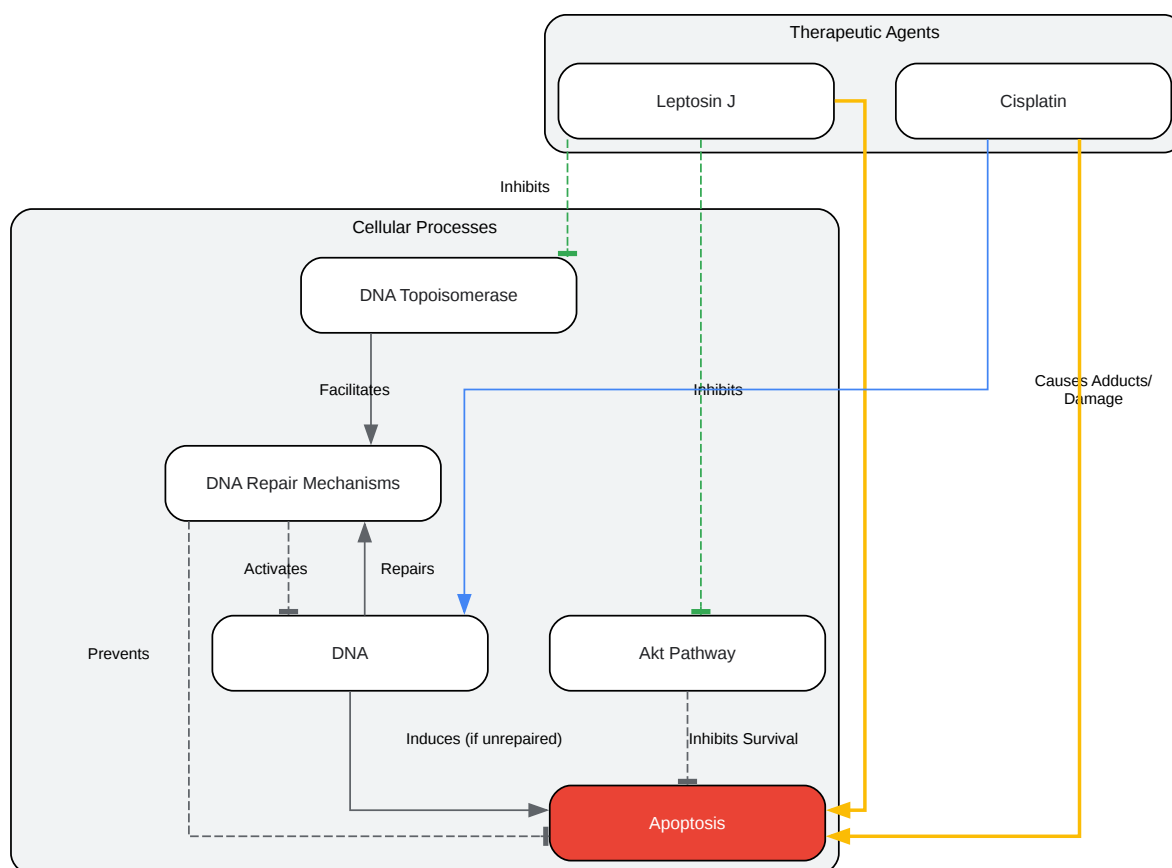 Therapeutic Agents
Leptosin J
Cisplatin
Inhibits
Cellular Processes
DNA Topoisomerase
Facilitates
Inhibits
Causes Adducts/
Damage
DNA Repair Mechanisms
Activates
Repairs
Prevents
DNA
Akt Pathway
Induces (if unrepaired)
Inhibits Survival
Apoptosis